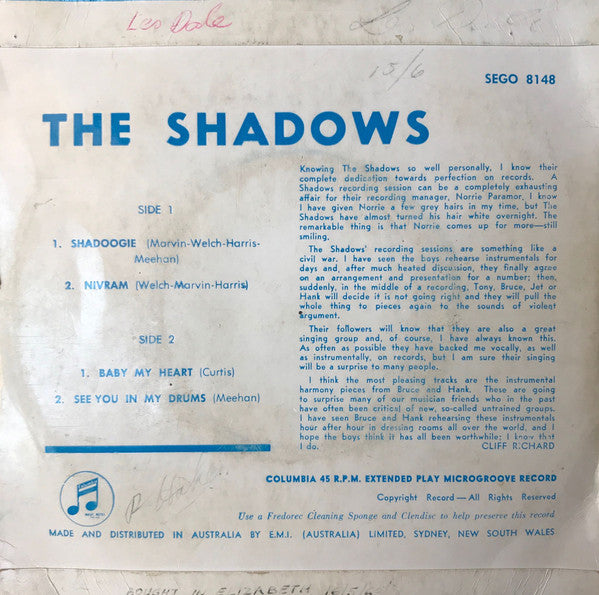 Leo Dale
15/6
SEGO 8148
THE SHADOWS
SIDE 1
1. SHADOOGIE (Marvin-Welch-Harris-
Meehan)
2. NIVRAM (Welch-Marvin-Harris)
SIDE 2
1. BABY MY HEART (Curtis)
2. SEE YOU IN MY DRUMS (Meehan)
Knowing The Shadows so well personally, I know their
complete dedication towards perfection on records. A
Shadows recording session can be a completely exhausting
affair for their recording manager, Norrie Paramor. I know
I have given Norrie a few grey hairs in my time, but The
Shadows have almost turned his hair white overnight. The
remarkable thing is that Norrie comes up for more—still
smiling.
The Shadows' recording sessions are something like a
civil war. I have seen the boys rehearse instrumentals for
days and, after much heated discussion, they finally agree
on an arrangement and presentation for a number; then,
suddenly, in the middle of a recording, Tony, Bruce, Jet or
Hank will decide it is not going right and they will pull the
whole thing to pieces again to the sounds of violent
argument.
Their followers will know that they are also a great
singing group and, of course, I have always known this.
As often as possible they have backed me vocally, as well
as instrumentally, on records, but I am sure their singing
will be a surprise to many people.
I think the most pleasing tracks are the instrumental
harmony pieces from Bruce and Hank. These are going
to surprise many of our musician friends who in the past
have often been critical of new, so-called untrained groups.
I have seen Bruce and Hank rehearsing these instrumentals
hour after hour in dressing rooms all over the world, and I
hope the boys think it has all been worthwhile; I know that
I do. CLIFF RICHARD
COLUMBIA 45 R.P.M. EXTENDED PLAY MICROGROOVE RECORD
Copyright Record—All Rights Reserved
Use a Fredorec Cleaning Sponge and Clendisc to help preserve this record
MADE AND DISTRIBUTED IN AUSTRALIA BY E.M.I. (AUSTRALIA) LIMITED, SYDNEY, NEW SOUTH WALES
BOUGHT IN ELIZABETH